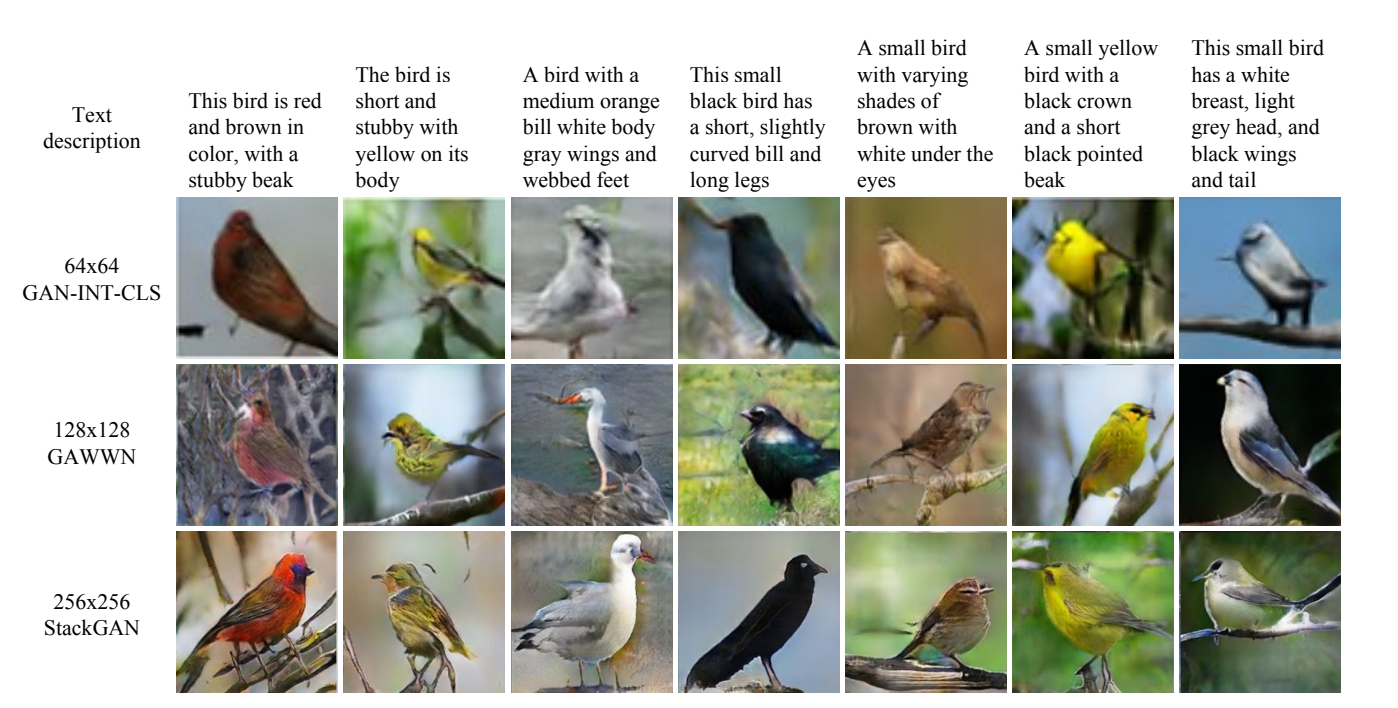 Text
description
This bird is red
and brown in
color, with a
stubby beak
The bird is
short and
stubby with
yellow on its
body
A bird with a
medium orange
bill white body
gray wings and
webbed feet
This small
black bird has
a short, slightly
curved bill and
long legs
A small bird
with varying
shades of
brown with
white under the
eyes
A small yellow
bird with a
black crown
and a short
black pointed
beak
This small bird
has a white
breast, light
grey head, and
black wings
and tail
64x64
GAN-INT-CLS
128x128
GAWWN
256x256
StackGAN